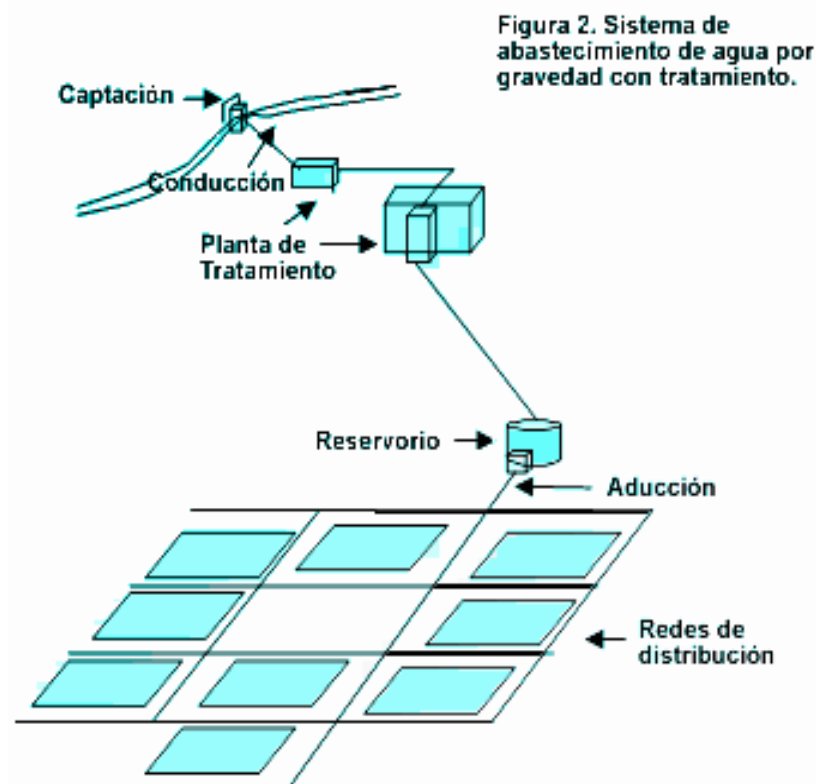 Figura 2. Sistema de
abastecimiento de agua por
gravedad con tratamiento.
Captación
Conducción
Planta de
Tratamiento
Reservorio
Aducción
Redes de
distribución